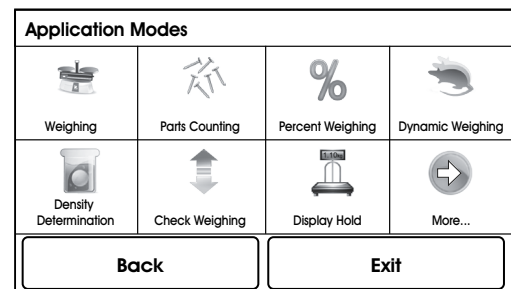 Application Modes
%
Weighing
Parts Counting
Percent Weighing
Dynamic Weighing
1.10kg
Density
Determination
Check Weighing
Display Hold
More...
Back
Exit